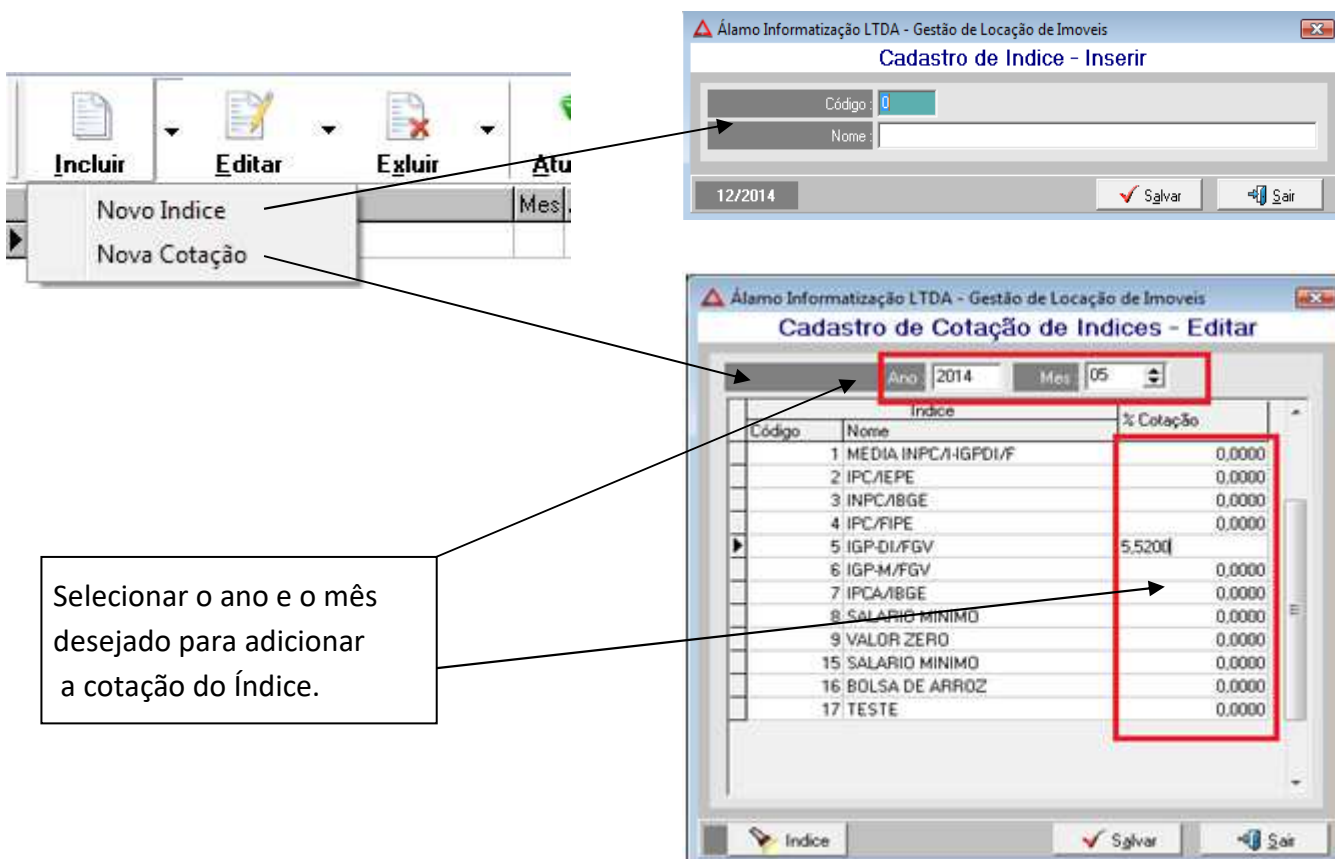 Álamo Informatização LTDA - Gestão de Locação de Imoveis
Cadastro de Indice - Inserir
Código : 0
Nome :
12/2014
Salvar
Sair
Incluir
Editar
Exluir
Atu
Mes
Novo Indice
Nova Cotação
Álamo Informatização LTDA - Gestão de Locação de Imoveis
Cadastro de Cotação de Indices - Editar
Ano 2014 Mes 05
Indice
% Cotação
Código Nome
1 MEDIA INPC/I-IGPDI/F 0,0000
2 IPC/IEPE 0,0000
3 INPC/IBGE 0,0000
4 IPC/FIPE 0,0000
5 IGP-DI/FGV 5,5200
6 IGP-M/FGV 0,0000
7 IPCA/IBGE 0,0000
8 SALARIO MINIMO 0,0000
9 VALOR ZERO 0,0000
15 SALARIO MINIMO 0,0000
16 BOLSA DE ARROZ 0,0000
17 TESTE 0,0000
Indice
Salvar
Sair
Selecionar o ano e o mês
desejado para adicionar
a cotação do Índice.